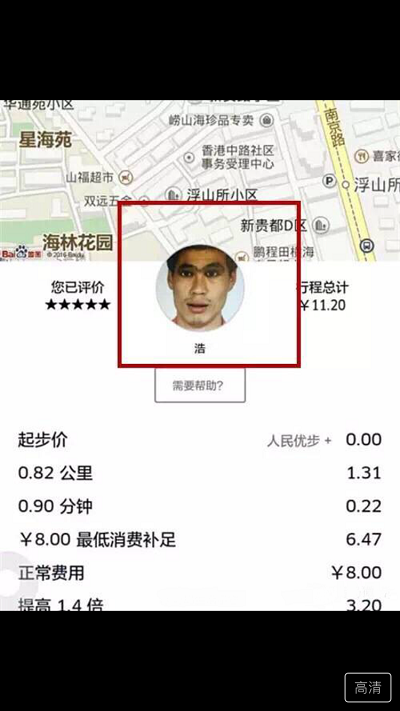 华通苑小区
星海苑
崂山海珍品专卖
南京路
香港中路社区
事务受理中心
喜家
山福超市
浮山所
双远五金
浮山所小区
新贵都D区
海林花园
鹏程田桃海
Bai 百度
© 2016 Baidu
您已评价
行程总计
★★★★★
￥11.20
浩
需要帮助?
起步价 人民优步 + 0.00
0.82 公里 1.31
0.90 分钟 0.22
￥8.00 最低消费补足 6.47
正常费用 ￥8.00
提高 1.4 倍 3.20
高清